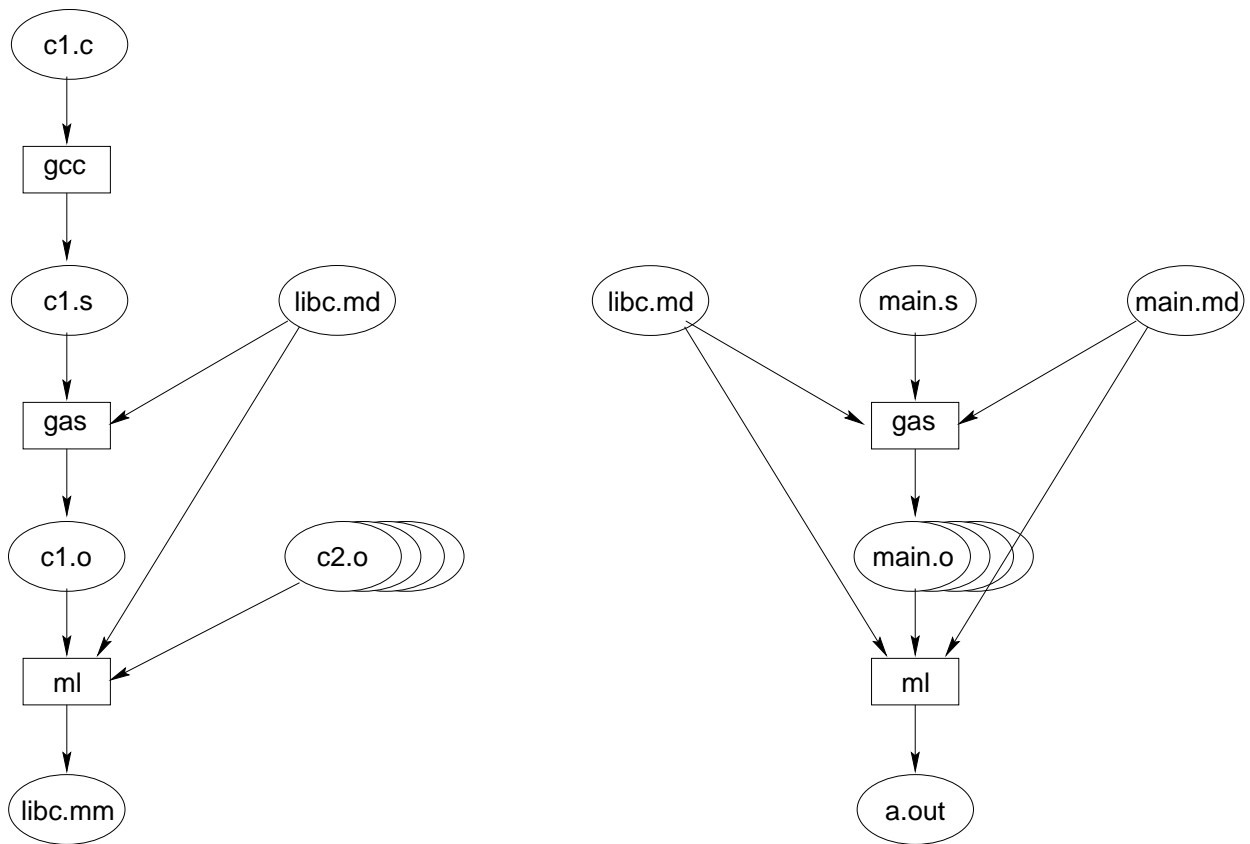 c1.c
gcc
c1.s
libc.md
libc.md
main.s
main.md
gas
gas
c1.o
c2.o
main.o
ml
ml
libc.mm
a.out